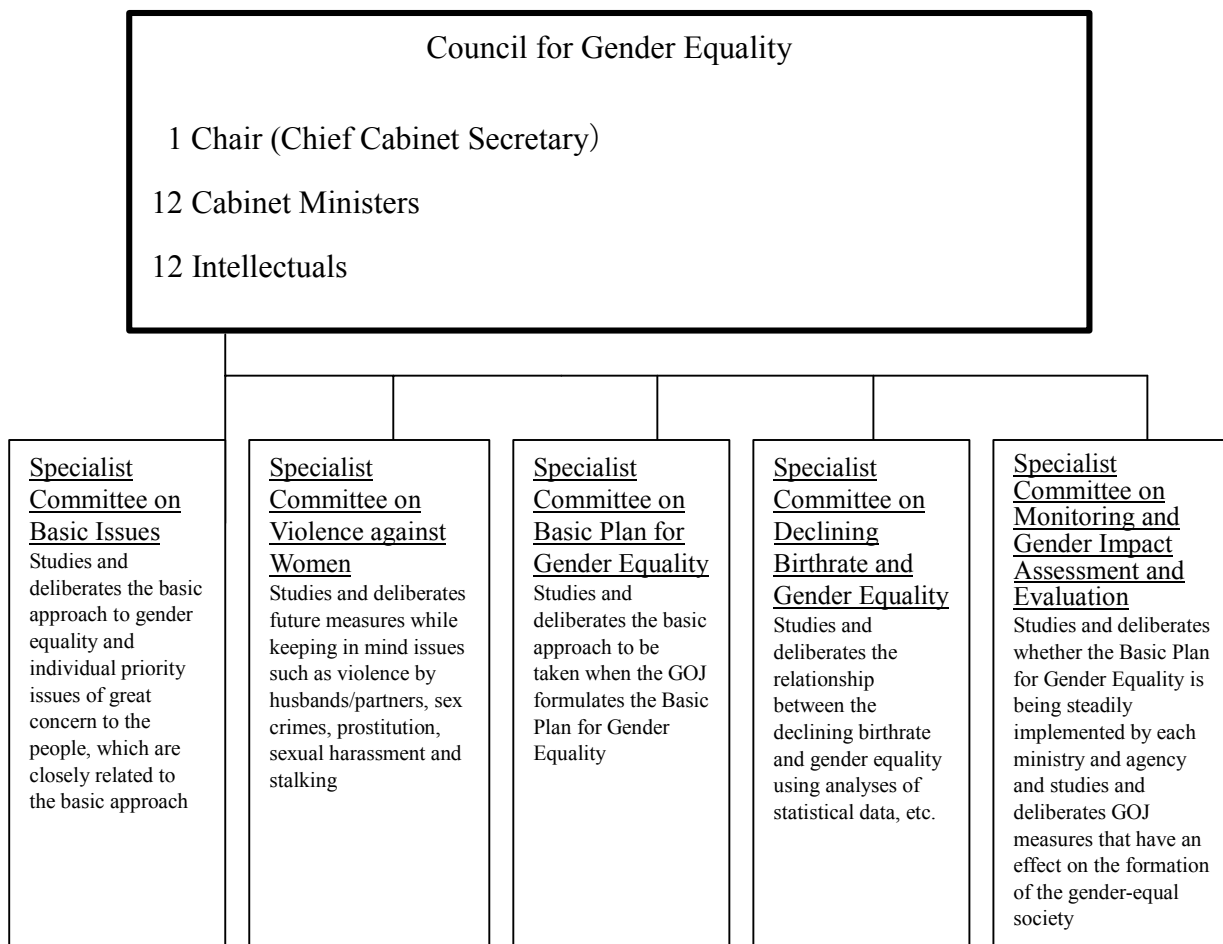 Council for Gender Equality
1 Chair (Chief Cabinet Secretary）
12 Cabinet Ministers
12 Intellectuals
Specialist
Committee on
Basic Issues
Studies and
deliberates the basic
approach to gender
equality and
individual priority
issues of great
concern to the
people, which are
closely related to
the basic approach
Specialist
Committee on
Violence against
Women
Studies and deliberates
future measures while
keeping in mind issues
such as violence by
husbands/partners, sex
crimes, prostitution,
sexual harassment and
stalking
Specialist
Committee on
Basic Plan for
Gender Equality
Studies and
deliberates the basic
approach to be
taken when the GOJ
formulates the Basic
Plan for Gender
Equality
Specialist
Committee on
Declining
Birthrate and
Gender Equality
Studies and
deliberates the
relationship
between the
declining birthrate
and gender equality
using analyses of
statistical data, etc.
Specialist
Committee on
Monitoring and
Gender Impact
Assessment and
Evaluation
Studies and deliberates
whether the Basic Plan
for Gender Equality is
being steadily
implemented by each
ministry and agency
and studies and
deliberates GOJ
measures that have an
effect on the formation
of the gender-equal
society